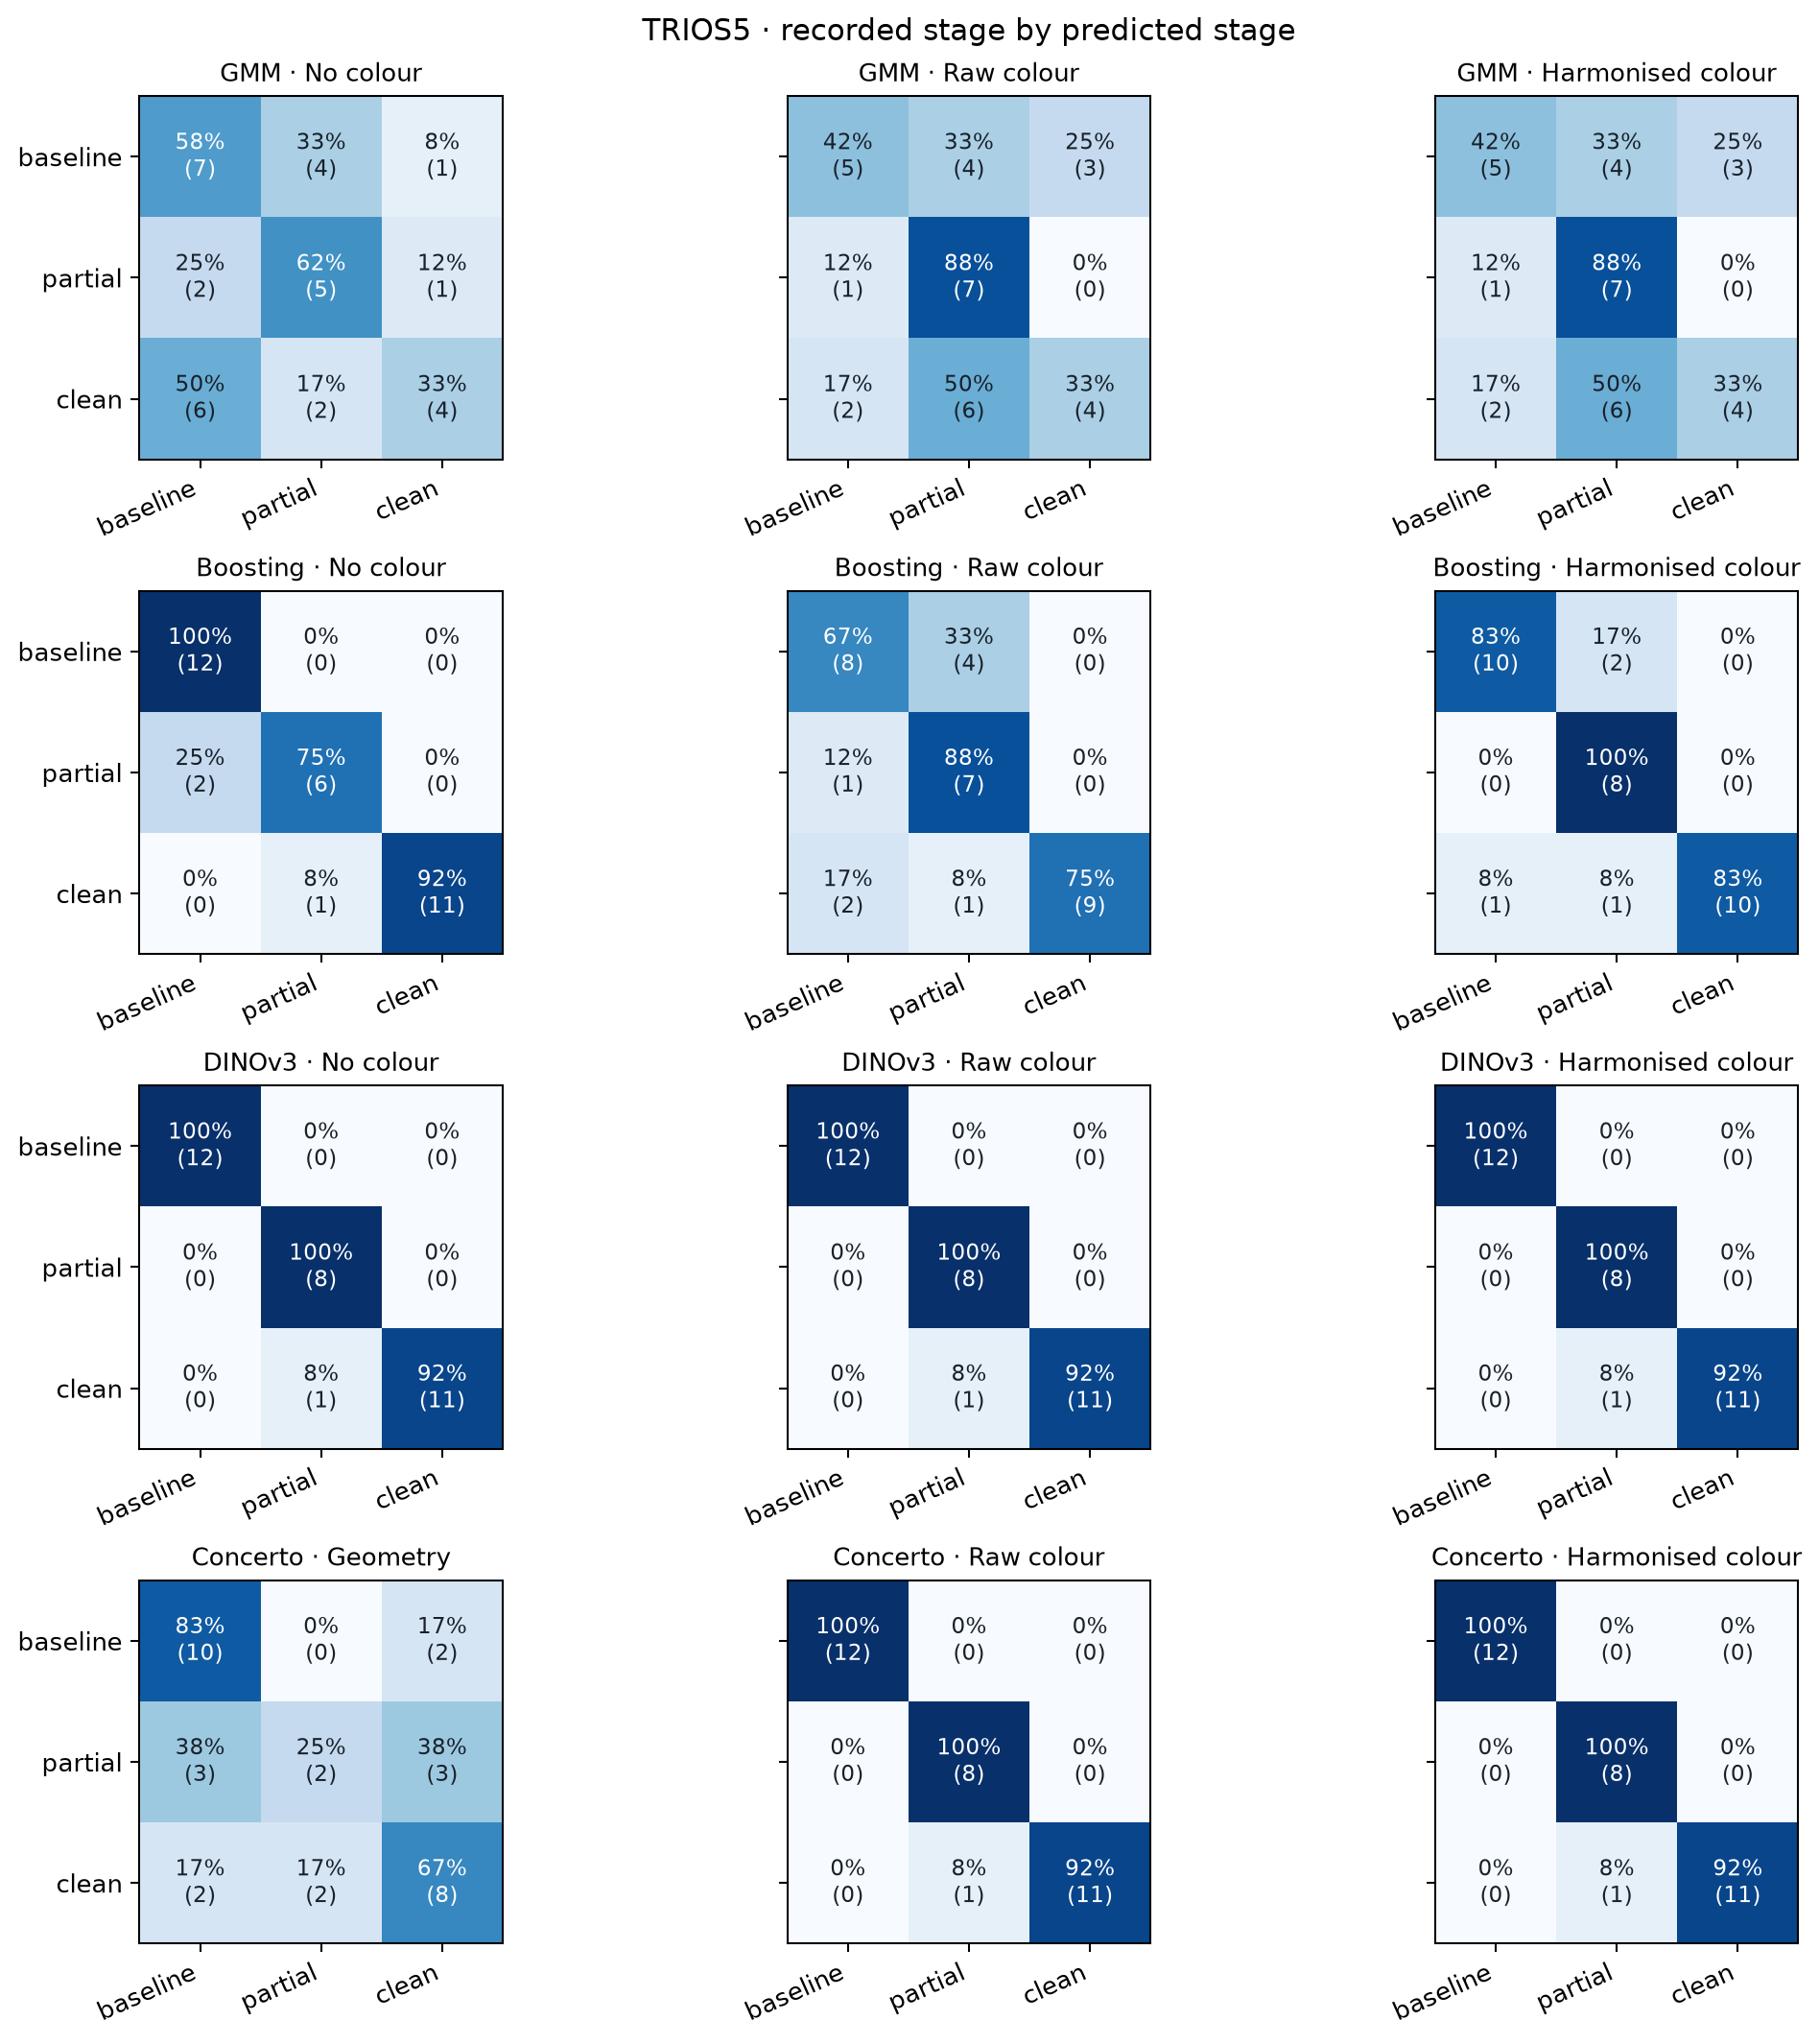 TRIOS5 · recorded stage by predicted stage
GMM · No colour
GMM · Raw colour
GMM · Harmonised colour
baseline
58% 33% 8%
(7) (4) (1)
42% 33% 25%
(5) (4) (3)
42% 33% 25%
(5) (4) (3)
partial
25% 62% 12%
(2) (5) (1)
12% 88% 0%
(1) (7) (0)
12% 88% 0%
(1) (7) (0)
clean
50% 17% 33%
(6) (2) (4)
17% 50% 33%
(2) (6) (4)
17% 50% 33%
(2) (6) (4)
baseline partial clean
baseline partial clean
baseline partial clean
Boosting · No colour
Boosting · Raw colour
Boosting · Harmonised colour
baseline
100% 0% 0%
(12) (0) (0)
67% 33% 0%
(8) (4) (0)
83% 17% 0%
(10) (2) (0)
partial
25% 75% 0%
(2) (6) (0)
12% 88% 0%
(1) (7) (0)
0% 100% 0%
(0) (8) (0)
clean
0% 8% 92%
(0) (1) (11)
17% 8% 75%
(2) (1) (9)
8% 8% 83%
(1) (1) (10)
baseline partial clean
baseline partial clean
baseline partial clean
DINOv3 · No colour
DINOv3 · Raw colour
DINOv3 · Harmonised colour
baseline
100% 0% 0%
(12) (0) (0)
100% 0% 0%
(12) (0) (0)
100% 0% 0%
(12) (0) (0)
partial
0% 100% 0%
(0) (8) (0)
0% 100% 0%
(0) (8) (0)
0% 100% 0%
(0) (8) (0)
clean
0% 8% 92%
(0) (1) (11)
0% 8% 92%
(0) (1) (11)
0% 8% 92%
(0) (1) (11)
baseline partial clean
baseline partial clean
baseline partial clean
Concerto · Geometry
Concerto · Raw colour
Concerto · Harmonised colour
baseline
83% 0% 17%
(10) (0) (2)
100% 0% 0%
(12) (0) (0)
100% 0% 0%
(12) (0) (0)
partial
38% 25% 38%
(3) (2) (3)
0% 100% 0%
(0) (8) (0)
0% 100% 0%
(0) (8) (0)
clean
17% 17% 67%
(2) (2) (8)
0% 8% 92%
(0) (1) (11)
0% 8% 92%
(0) (1) (11)
baseline partial clean
baseline partial clean
baseline partial clean